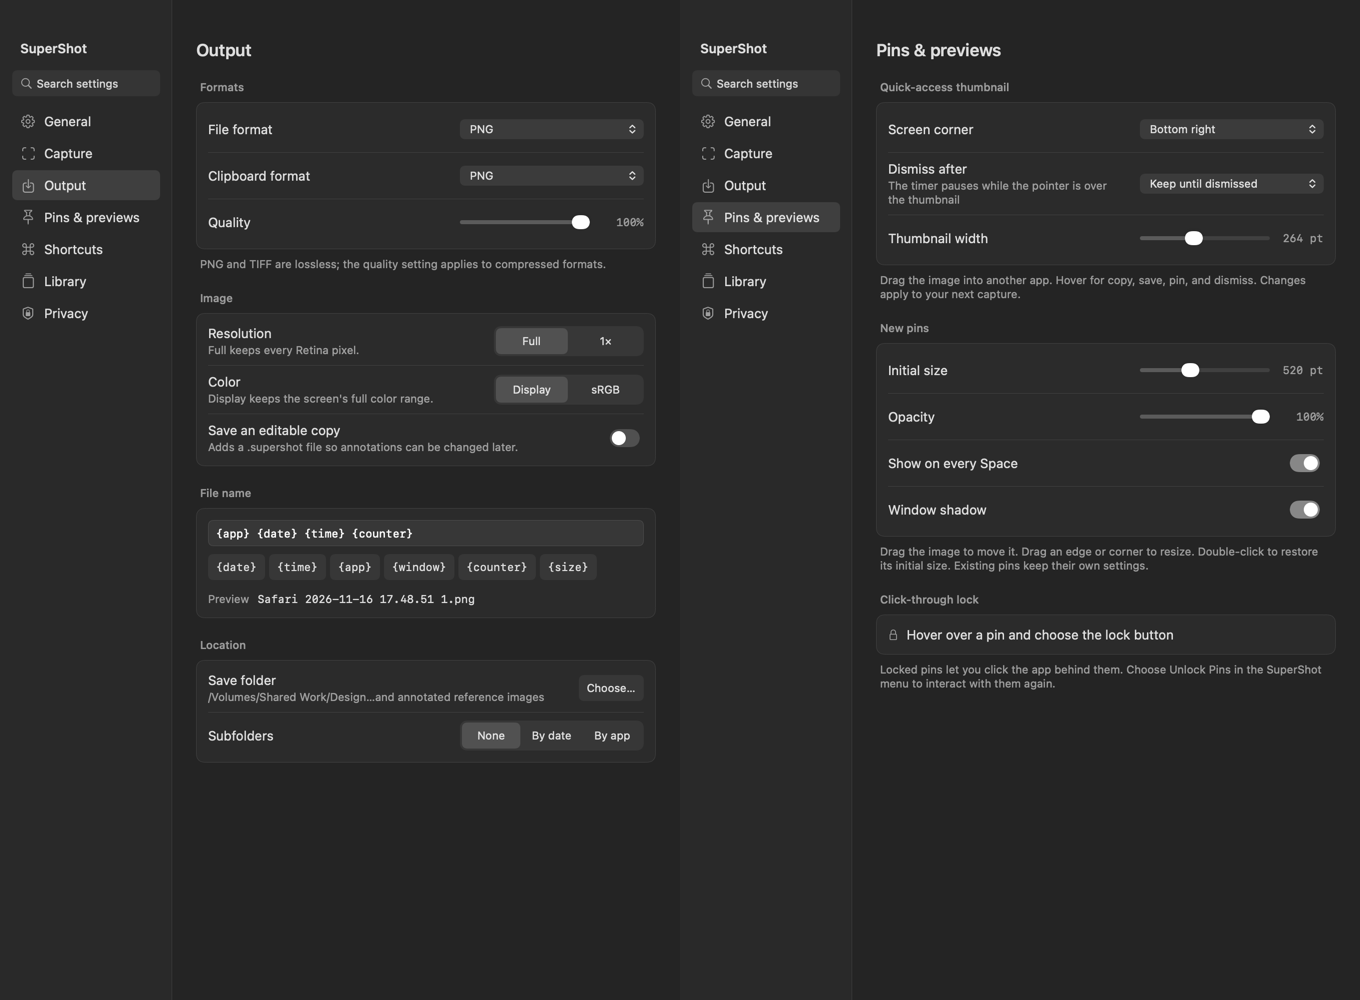 SuperShot
Search settings
General
Capture
Output
Pins & previews
Shortcuts
Library
Privacy
Output
Formats
File format
PNG
Clipboard format
PNG
Quality
100%
PNG and TIFF are lossless; the quality setting applies to compressed formats.
Image
Resolution
Full keeps every Retina pixel.
Full
1×
Color
Display keeps the screen's full color range.
Display
sRGB
Save an editable copy
Adds a .supershot file so annotations can be changed later.
File name
{app} {date} {time} {counter}
{date} {time} {app} {window} {counter} {size}
Preview Safari 2026-11-16 17.48.51 1.png
Location
Save folder
/Volumes/Shared Work/Design…and annotated reference images
Choose…
Subfolders
None
By date
By app
SuperShot
Search settings
General
Capture
Output
Pins & previews
Shortcuts
Library
Privacy
Pins & previews
Quick-access thumbnail
Screen corner
Bottom right
Dismiss after
The timer pauses while the pointer is over
the thumbnail
Keep until dismissed
Thumbnail width
264 pt
Drag the image into another app. Hover for copy, save, pin, and dismiss. Changes
apply to your next capture.
New pins
Initial size
520 pt
Opacity
100%
Show on every Space
Window shadow
Drag the image to move it. Drag an edge or corner to resize. Double-click to restore
its initial size. Existing pins keep their own settings.
Click-through lock
Hover over a pin and choose the lock button
Locked pins let you click the app behind them. Choose Unlock Pins in the SuperShot
menu to interact with them again.